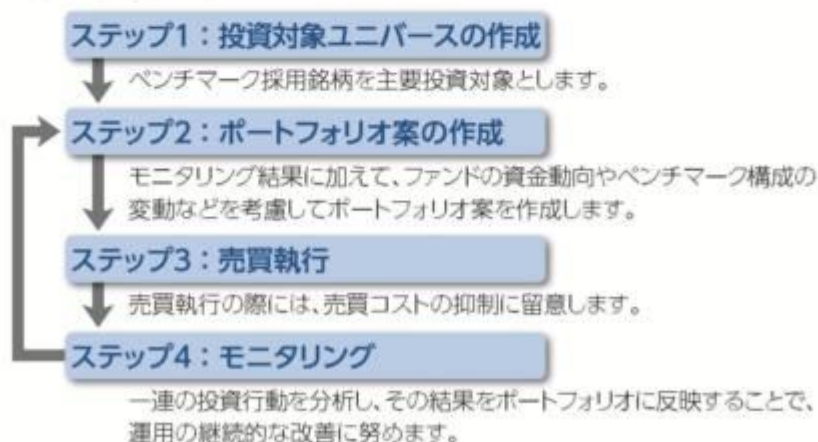 ステップ1：投資対象ユニバースの作成
ベンチマーク採用銘柄を主要投資対象とします。
ステップ2：ポートフォリオ案の作成
モニタリング結果に加えて、ファンドの資金動向やベンチマーク構成の
変動などを考慮してポートフォリオ案を作成します。
ステップ3：売買執行
売買執行の際には、売買コストの抑制に留意します。
ステップ4：モニタリング
一連の投資行動を分析し、その結果をポートフォリオに反映することで、
運用の継続的な改善に努めます。